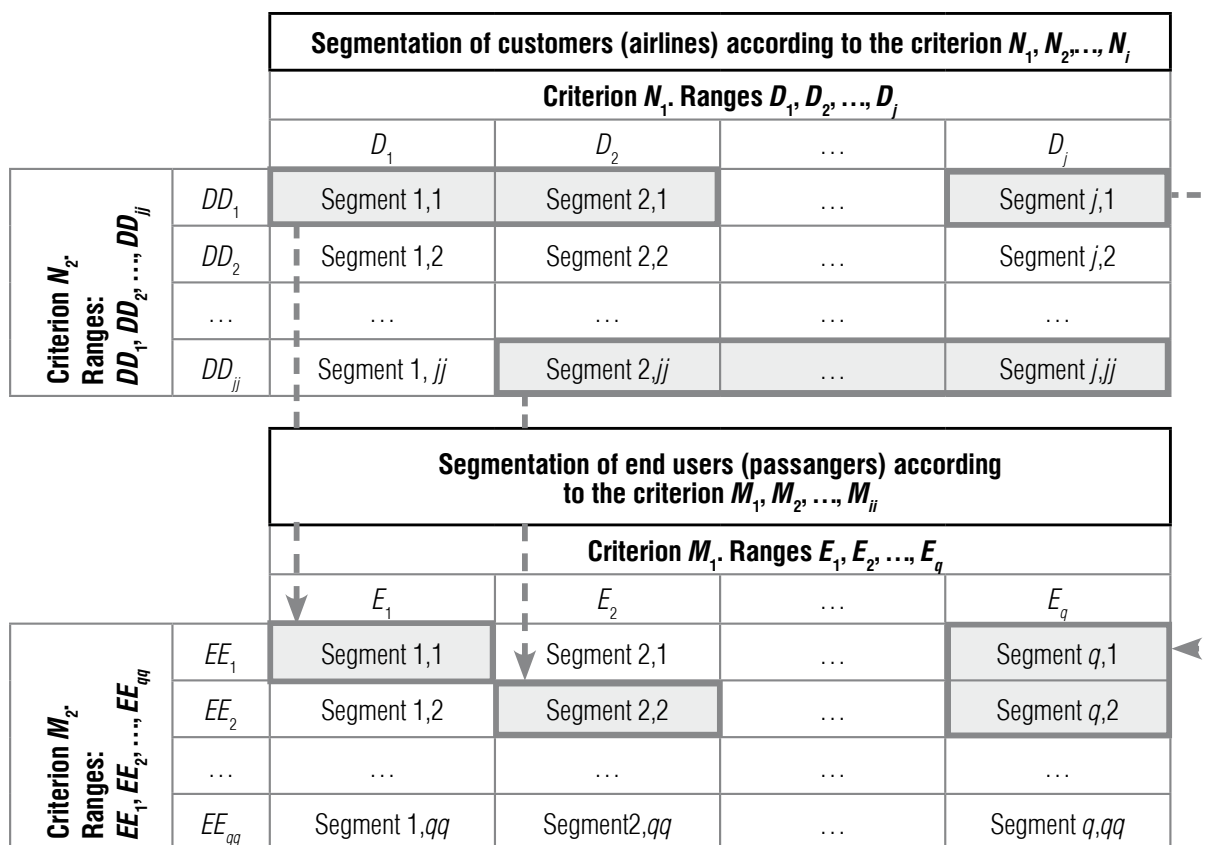 Segmentation of customers (airlines) according to the criterion N₁, N₂,…, Nᵢ
Criterion N₁. Ranges D₁, D₂, …, Dⱼ
D₁ D₂ … Dⱼ
Criterion N₂.
Ranges:
DD₁, DD₂, …, DDⱼⱼ
DD₁ Segment 1,1 Segment 2,1 … Segment j,1
DD₂ Segment 1,2 Segment 2,2 … Segment j,2
… … … …
DDⱼⱼ Segment 1, jj Segment 2,jj … Segment j,jj
Segmentation of end users (passangers) according
to the criterion M₁, M₂, …, Mᵢᵢ
Criterion M₁. Ranges E₁, E₂, …, E_q
E₁ E₂ … E_q
Criterion M₂.
Ranges:
EE₁, EE₂, …, EE_qq
EE₁ Segment 1,1 Segment 2,1 … Segment q,1
EE₂ Segment 1,2 Segment 2,2 … Segment q,2
… … … … …
EE_qq Segment 1,qq Segment2,qq … Segment q,qq